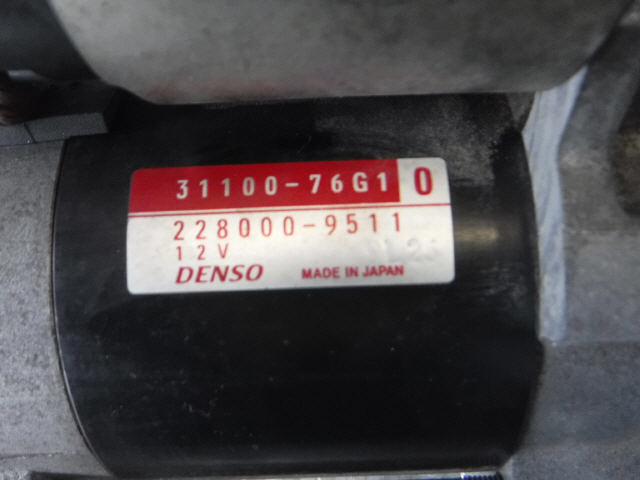 31100-76G1 0
228000-9511
12V
DENSO MADE IN JAPAN